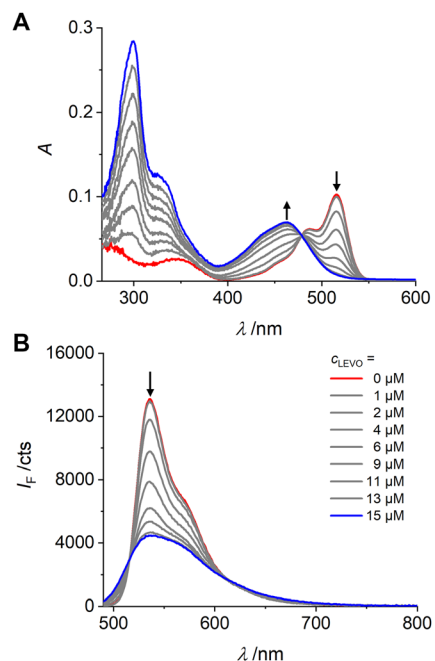 A
0.3
0.2
0.1
0.0
A
300
400
500
600
λ /nm
B
16000
12000
8000
4000
0
I_F /cts
c_LEVO =
0 µM
1 µM
2 µM
4 µM
6 µM
9 µM
11 µM
13 µM
15 µM
500
600
700
800
λ /nm